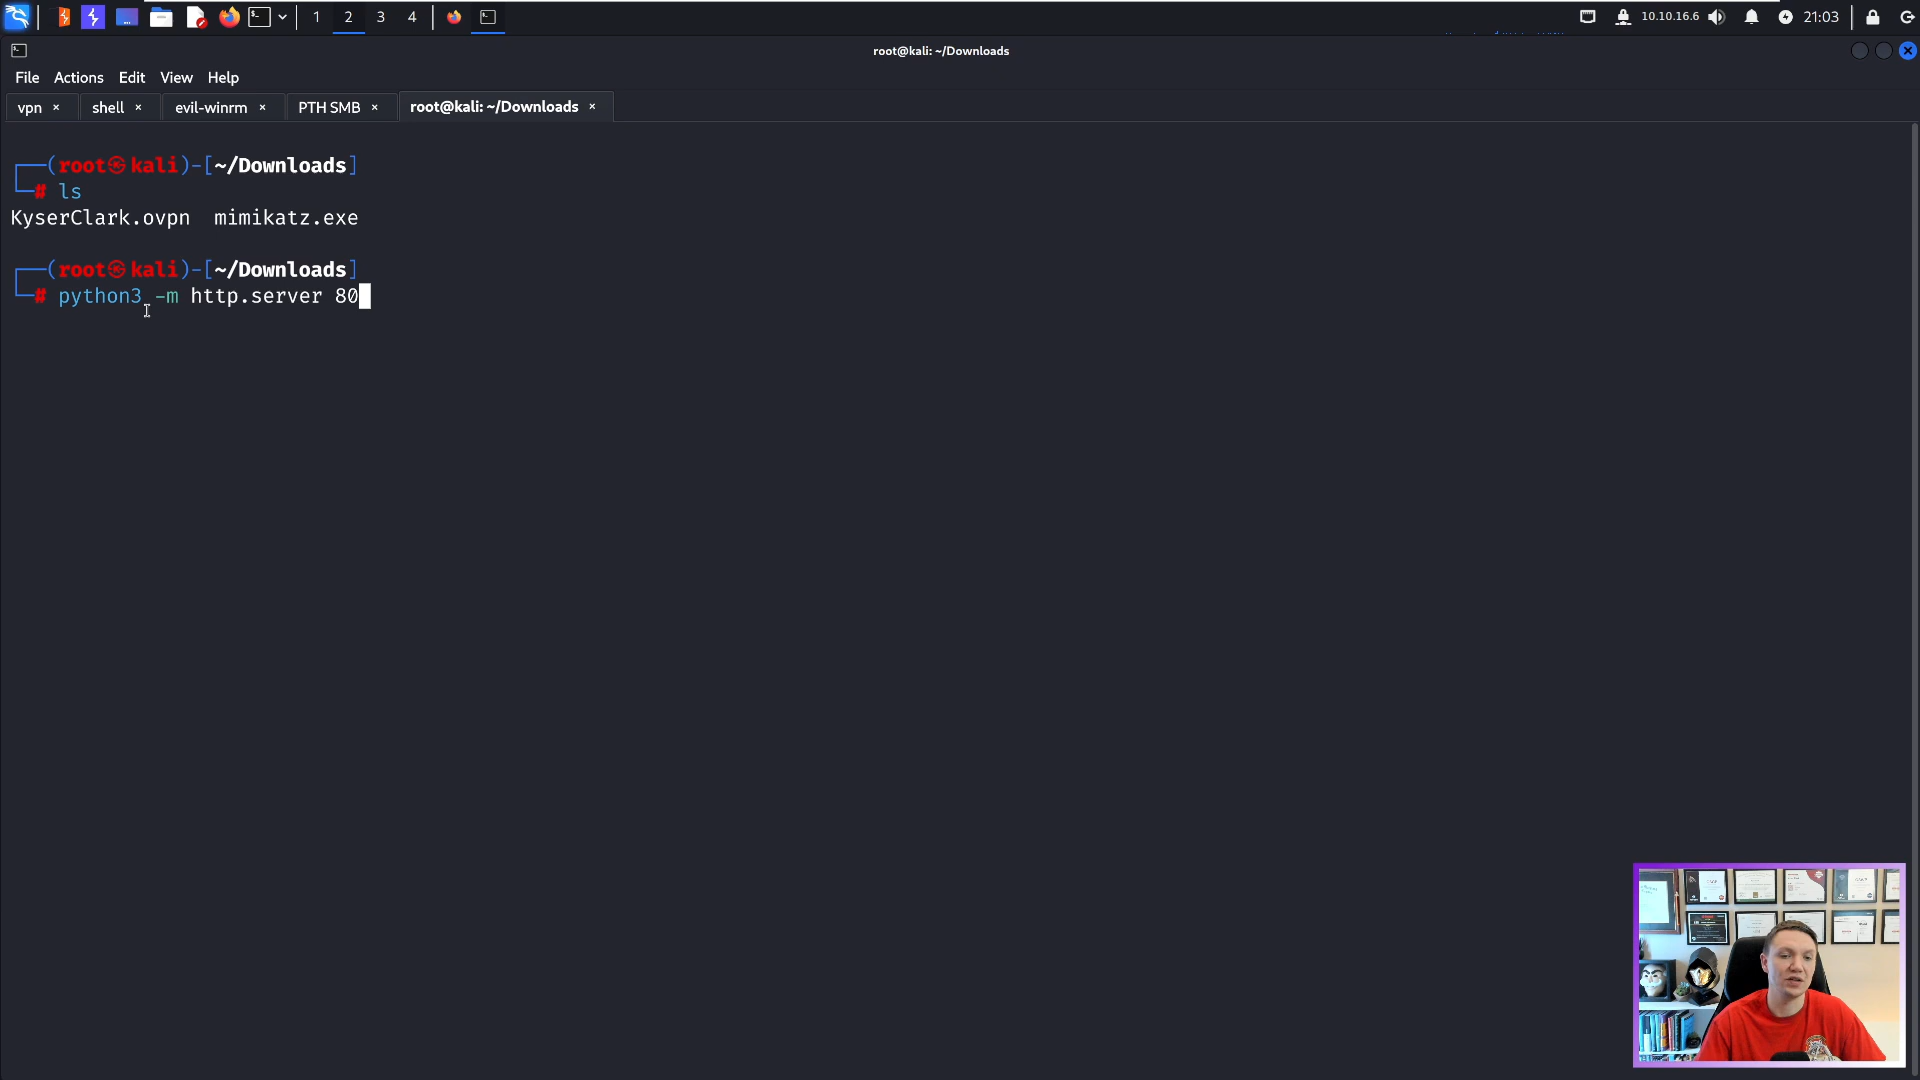 1 2 3 4 10.10.16.6 21:03
root@kali: ~/Downloads
File Actions Edit View Help
vpn × shell × evil-winrm × PTH SMB × root@kali: ~/Downloads ×
┌──(root㉿kali)-[~/Downloads]
└─# ls
KyserClark.ovpn mimikatz.exe
┌──(root㉿kali)-[~/Downloads]
└─# python3 -m http.server 80